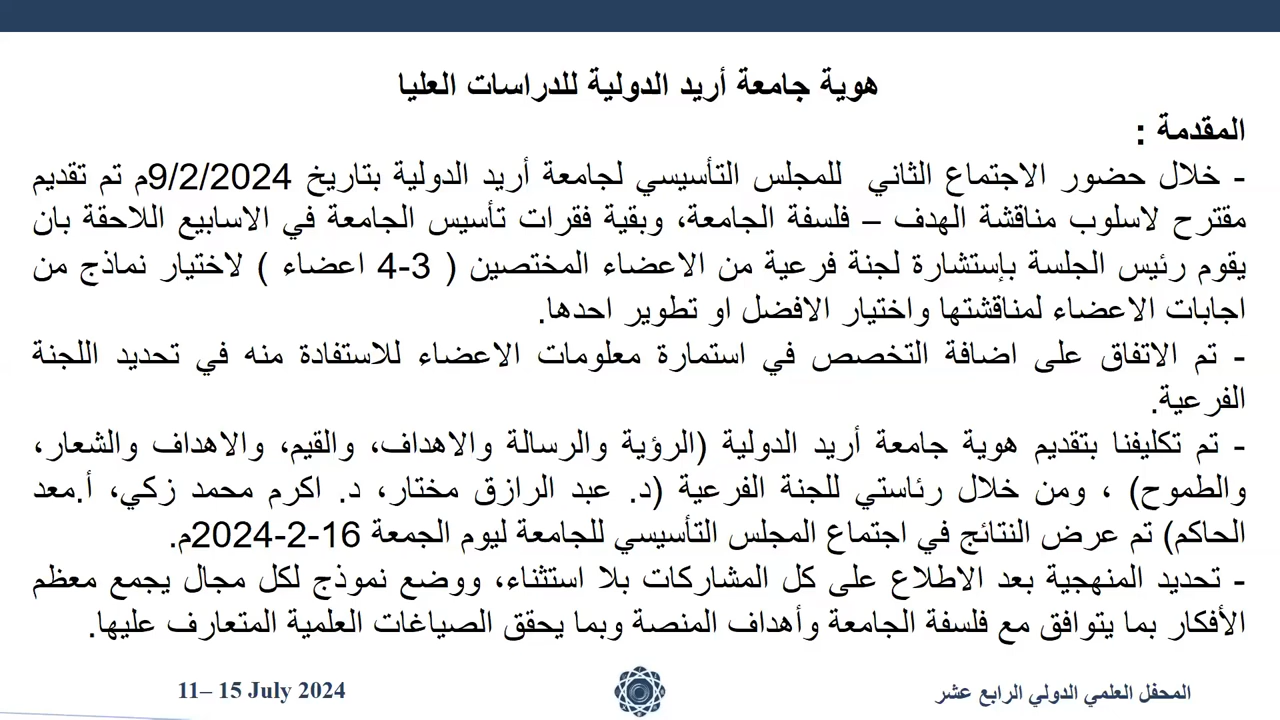 هوية جامعة أريد الدولية للدراسات العليا
المقدمة :
- خلال حضور الاجتماع الثاني للمجلس التأسيسي لجامعة أريد الدولية بتاريخ 9/2/2024م تم تقديم
مقترح لاسلوب مناقشة الهدف – فلسفة الجامعة، وبقية فقرات تأسيس الجامعة في الاسابيع اللاحقة بان
يقوم رئيس الجلسة بإستشارة لجنة فرعية من الاعضاء المختصين ( 3-4 اعضاء ) لاختيار نماذج من
اجابات الاعضاء لمناقشتها واختيار الافضل او تطوير احدها.
- تم الاتفاق على اضافة التخصص في استمارة معلومات الاعضاء للاستفادة منه في تحديد اللجنة
الفرعية.
- تم تكليفنا بتقديم هوية جامعة أريد الدولية (الرؤية والرسالة والاهداف، والقيم، والاهداف والشعار،
والطموح) ، ومن خلال رئاستي للجنة الفرعية (د. عبد الرازق مختار، د. اكرم محمد زكي، أ.معد
الحاكم) تم عرض النتائج في اجتماع المجلس التأسيسي للجامعة ليوم الجمعة 16-2-2024م.
- تحديد المنهجية بعد الاطلاع على كل المشاركات بلا استثناء، ووضع نموذج لكل مجال يجمع معظم
الأفكار بما يتوافق مع فلسفة الجامعة وأهداف المنصة وبما يحقق الصياغات العلمية المتعارف عليها.
المحفل العلمي الدولي الرابع عشر
11– 15 July 2024